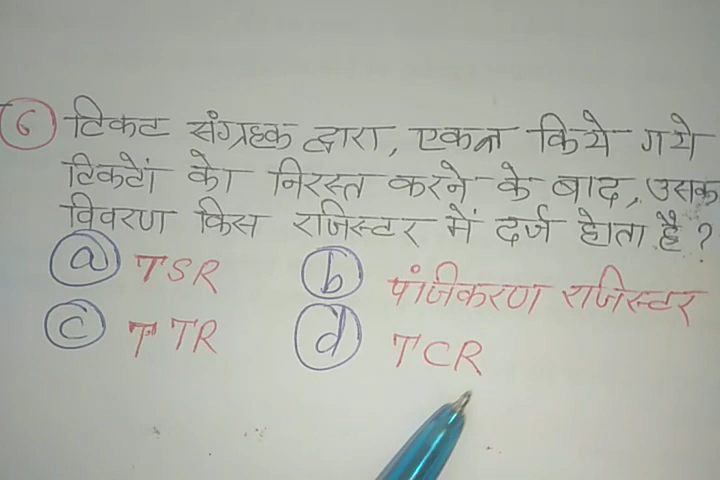 6 टिकट संग्रहक द्वारा, एकत्र किये गये
टिकटों को निरस्त करने के बाद, उसक
विवरण किस रजिस्टर में दर्ज होता है ?
a TSR b पंजिकरण रजिस्टर
c TTR d TCR